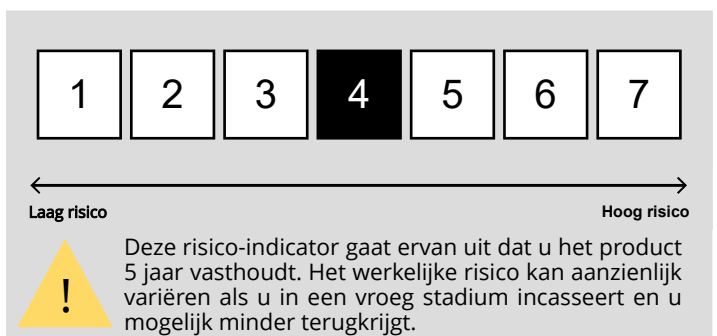 1 2 3 4 5 6 7
Laag risico Hoog risico
Deze risico-indicator gaat ervan uit dat u het product
5 jaar vasthoudt. Het werkelijke risico kan aanzienlijk
variëren als u in een vroeg stadium incasseert en u
mogelijk minder terugkrijgt.
!